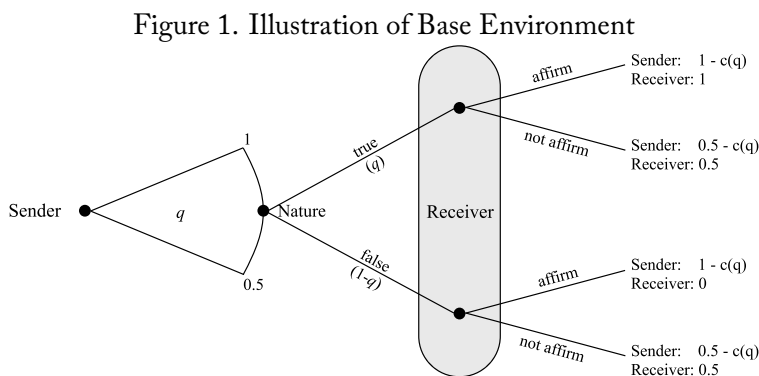 Figure 1. Illustration of Base Environment
Sender: 1 - c(q)
Receiver: 1
affirm
not affirm
Sender: 0.5 - c(q)
Receiver: 0.5
1
true
(q)
Sender
q
Nature
Receiver
0.5
false
(1-q)
affirm
Sender: 1 - c(q)
Receiver: 0
not affirm
Sender: 0.5 - c(q)
Receiver: 0.5